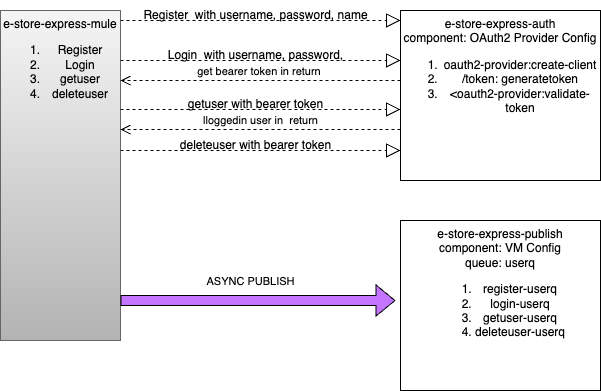 e-store-express-mule
1. Register
2. Login
3. getuser
4. deleteuser
Register with username, password, name
Login with username, password,
get bearer token in return
getuser with bearer token
lloggedin user in return
deleteuser with bearer token
e-store-express-auth
component: OAuth2 Provider Config
1. oauth2-provider:create-client
2. /token: generatetoken
3. <oauth2-provider:validate-
token
ASYNC PUBLISH
e-store-express-publish
component: VM Config
queue: userq
1. register-userq
2. login-userq
3. getuser-userq
4. deleteuser-userq